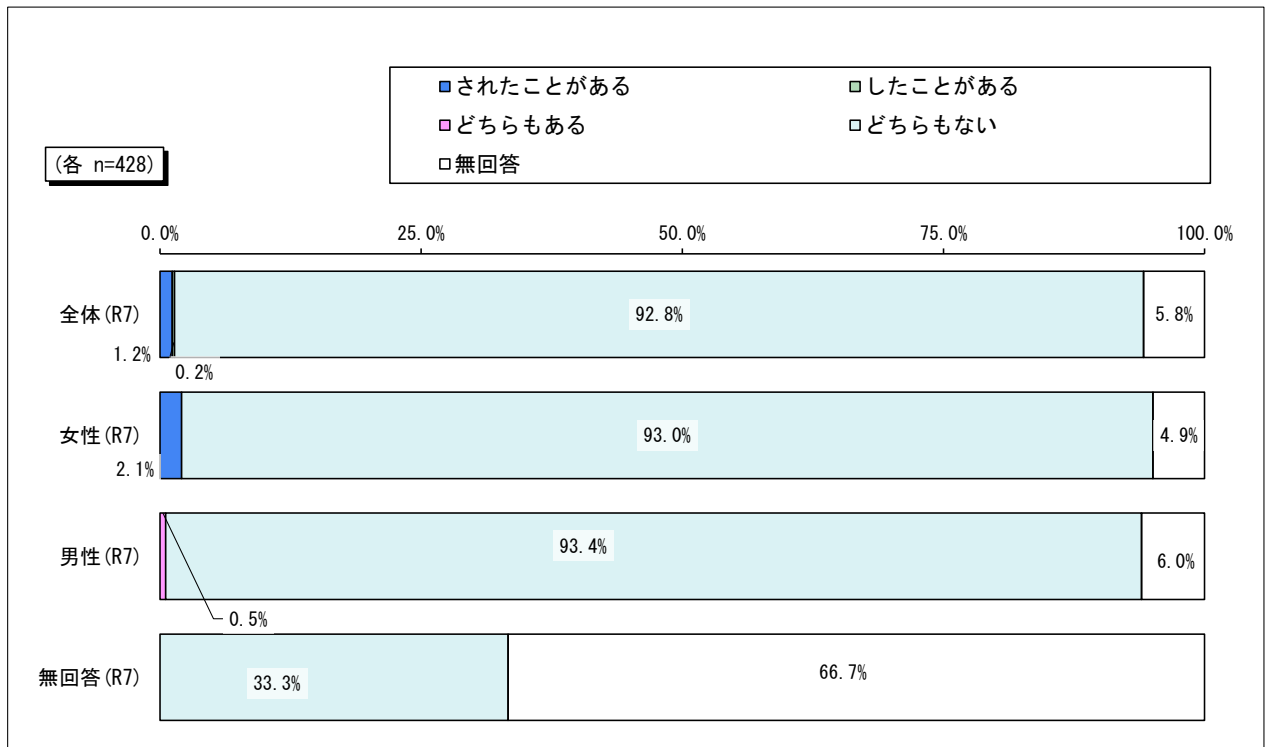 ■されたことがある ■したことがある
■どちらもある ■どちらもない
□無回答
(各 n=428)
0.0% 25.0% 50.0% 75.0% 100.0%
全体(R7) 92.8% 5.8%
1.2%
0.2%
女性(R7) 93.0% 4.9%
2.1%
男性(R7) 93.4% 6.0%
0.5%
無回答(R7) 33.3% 66.7%